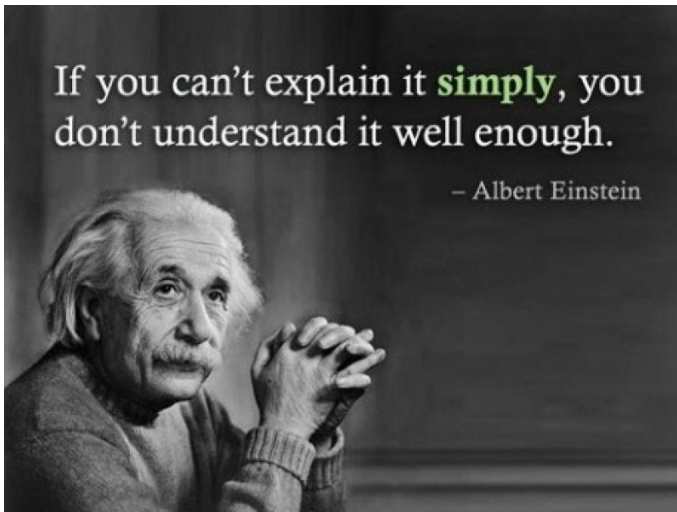 If you can't explain it simply, you
don't understand it well enough.
– Albert Einstein